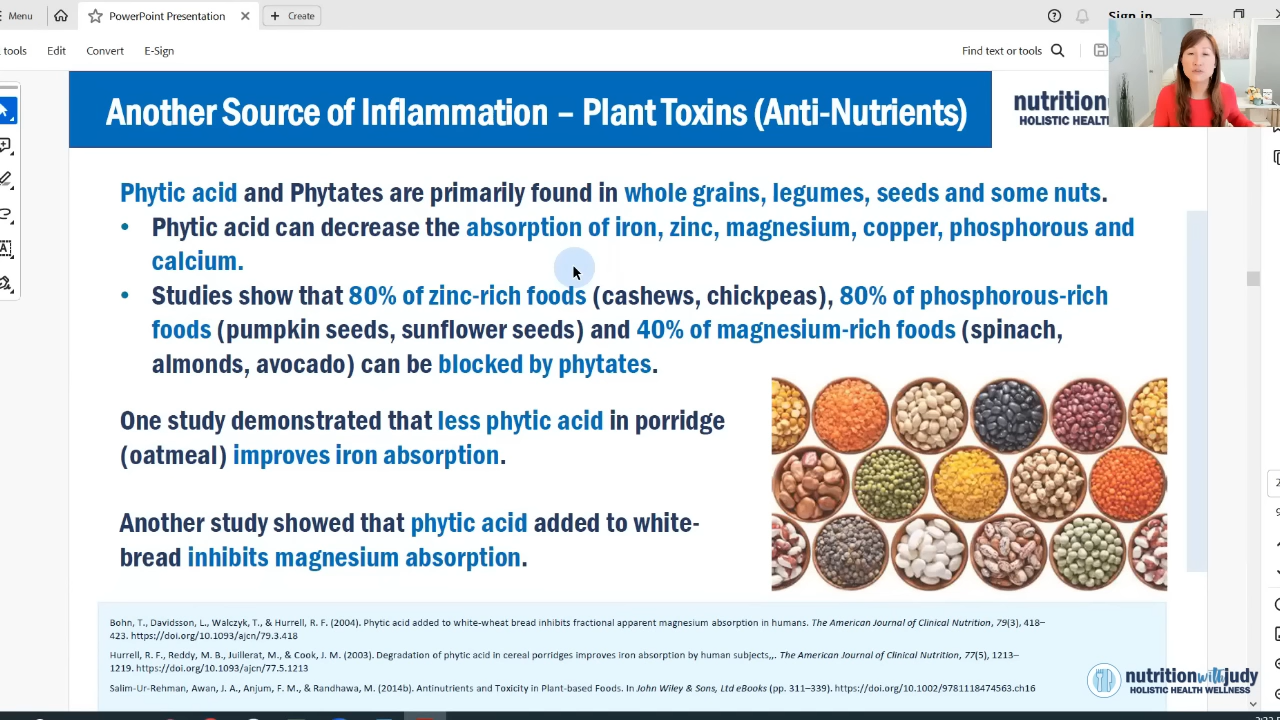 Menu
PowerPoint Presentation
Create
Sign in
tools
Edit
Convert
E-Sign
Find text or tools
Another Source of Inflammation – Plant Toxins (Anti-Nutrients)
HOLISTIC
Phytic acid and Phytates are primarily found in whole grains, legumes, seeds and some nuts.
• Phytic acid can decrease the absorption of iron, zinc, magnesium, copper, phosphorous and
calcium.
• Studies show that 80% of zinc-rich foods (cashews, chickpeas), 80% of phosphorous-rich
foods (pumpkin seeds, sunflower seeds) and 40% of magnesium-rich foods (spinach,
almonds, avocado) can be blocked by phytates.
One study demonstrated that less phytic acid in porridge
(oatmeal) improves iron absorption.
Another study showed that phytic acid added to white-
bread inhibits magnesium absorption.
Bohn, T., Davidsson, L., Walczyk, T., & Hurrell, R. F. (2004). Phytic acid added to white-wheat bread inhibits fractional apparent magnesium absorption in humans. The American Journal of Clinical Nutrition, 79(3), 418–
423. https://doi.org/10.1093/ajcn/79.3.418
Hurrell, R. F., Reddy, M. B., Juillerat, M., & Cook, J. M. (2003). Degradation of phytic acid in cereal porridges improves iron absorption by human subjects,,. The American Journal of Clinical Nutrition, 77(5), 1213–
1219. https://doi.org/10.1093/ajcn/77.5.1213
Salim-Ur-Rehman, Awan, J. A., Anjum, F. M., & Randhawa, M. (2014b). Antinutrients and Toxicity in Plant-based Foods. In John Wiley & Sons, Ltd eBooks (pp. 311–339). https://doi.org/10.1002/9781118474563.ch16
nutrition with judy
HOLISTIC HEALTH WELLNESS